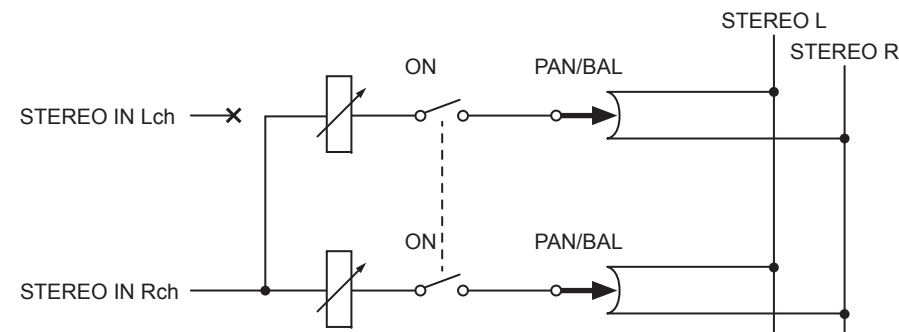 STEREO L
STEREO R
ON
PAN/BAL
STEREO IN Lch
ON
PAN/BAL
STEREO IN Rch